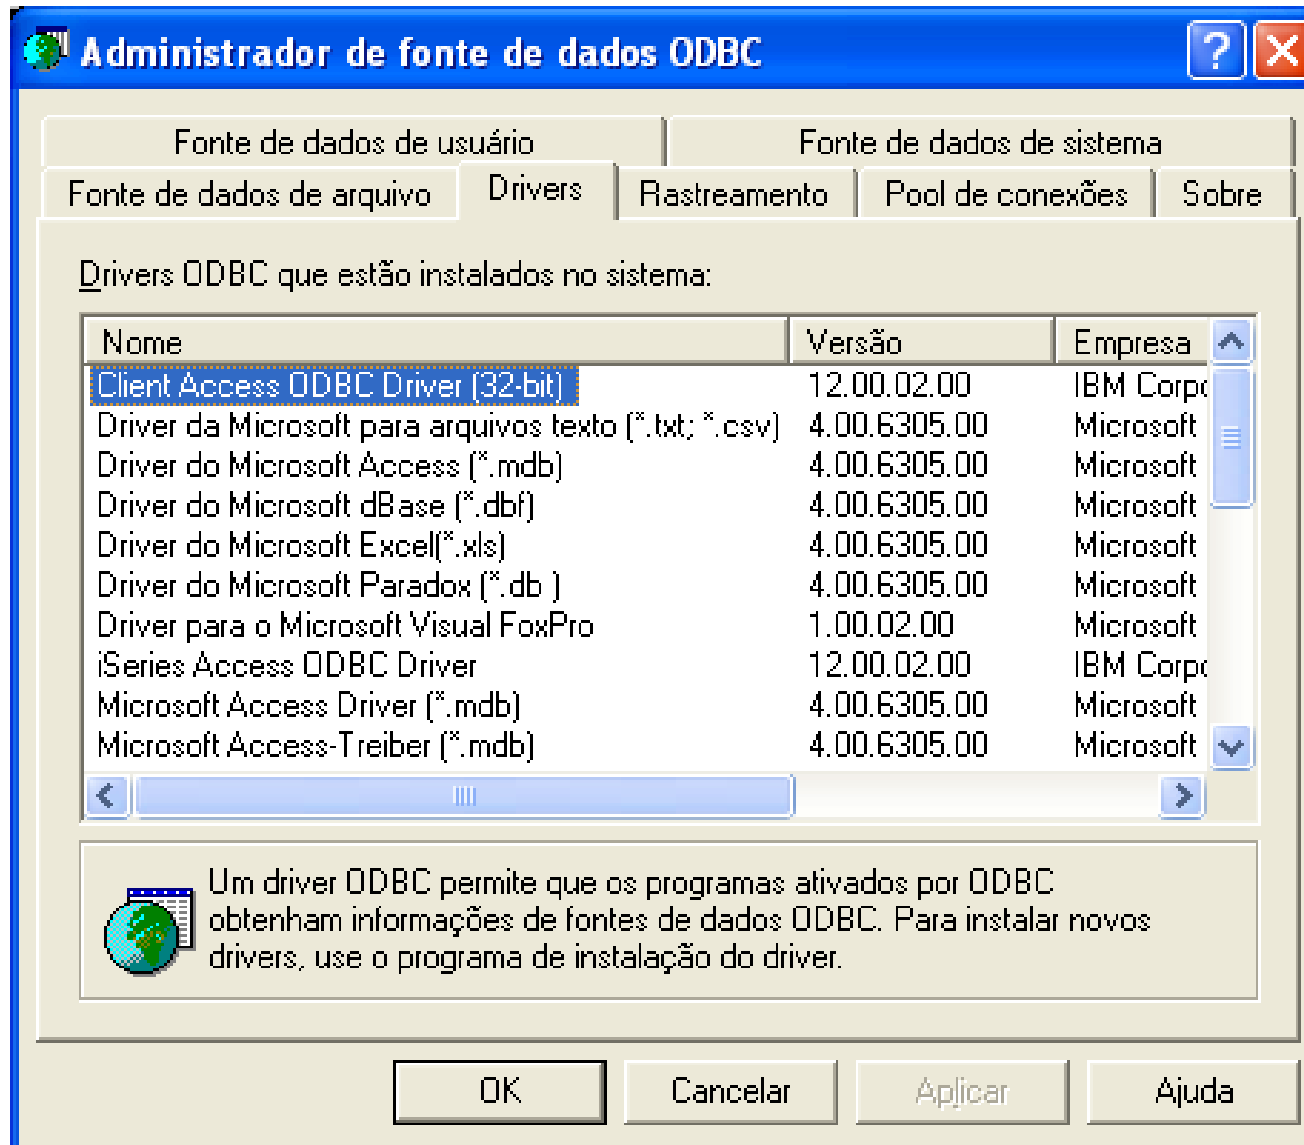 Administrador de fonte de dados ODBC
Fonte de dados de usuário Fonte de dados de sistema
Fonte de dados de arquivo Drivers Rastreamento Pool de conexões Sobre
Drivers ODBC que estão instalados no sistema:
Nome Versão Empresa
Client Access ODBC Driver (32-bit) 12.00.02.00 IBM Corpo
Driver da Microsoft para arquivos texto (*.txt; *.csv) 4.00.6305.00 Microsoft
Driver do Microsoft Access (*.mdb) 4.00.6305.00 Microsoft
Driver do Microsoft dBase (*.dbf) 4.00.6305.00 Microsoft
Driver do Microsoft Excel(*.xls) 4.00.6305.00 Microsoft
Driver do Microsoft Paradox (*.db ) 4.00.6305.00 Microsoft
Driver para o Microsoft Visual FoxPro 1.00.02.00 Microsoft
iSeries Access ODBC Driver 12.00.02.00 IBM Corpo
Microsoft Access Driver (*.mdb) 4.00.6305.00 Microsoft
Microsoft Access-Treiber (*.mdb) 4.00.6305.00 Microsoft
Um driver ODBC permite que os programas ativados por ODBC
obtenham informações de fontes de dados ODBC. Para instalar novos
drivers, use o programa de instalação do driver.
OK Cancelar Aplicar Ajuda